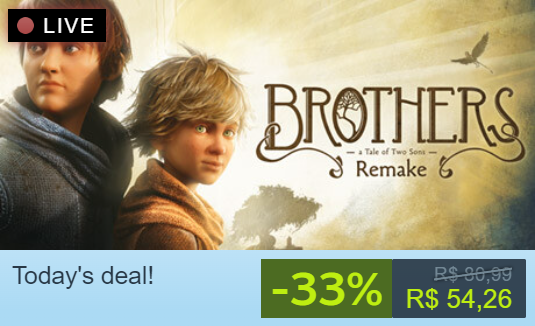 LIVE
BROTHERS
a Tale of Two Sons
Remake
Today's deal!
-33%
R$ 80,99
R$ 54,26